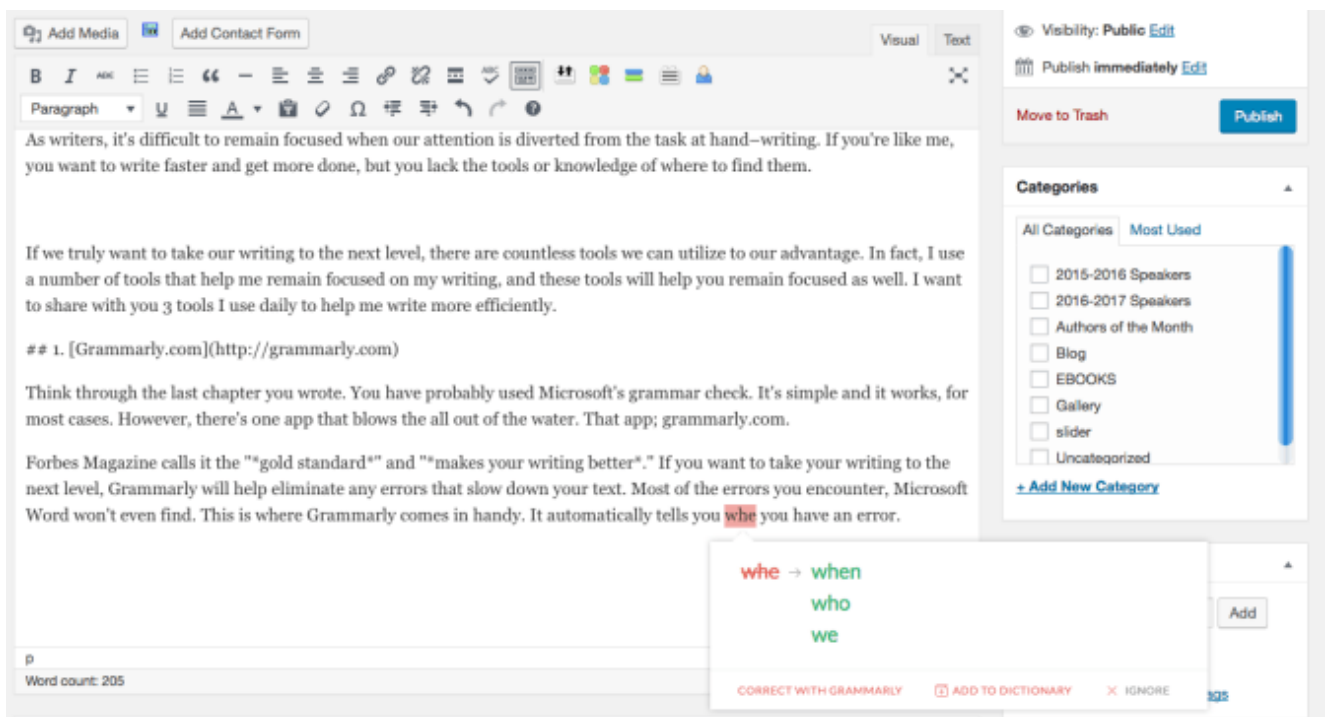 Add Media Add Contact Form Visual Text
B I ABC ABC
Paragraph U A Ω
As writers, it's difficult to remain focused when our attention is diverted from the task at hand–writing. If you're like me,
you want to write faster and get more done, but you lack the tools or knowledge of where to find them.
If we truly want to take our writing to the next level, there are countless tools we can utilize to our advantage. In fact, I use
a number of tools that help me remain focused on my writing, and these tools will help you remain focused as well. I want
to share with you 3 tools I use daily to help me write more efficiently.
## 1. [Grammarly.com](http://grammarly.com)
Think through the last chapter you wrote. You have probably used Microsoft's grammar check. It's simple and it works, for
most cases. However, there's one app that blows the all out of the water. That app; grammarly.com.
Forbes Magazine calls it the "*gold standard*" and "*makes your writing better*." If you want to take your writing to the
next level, Grammarly will help eliminate any errors that slow down your text. Most of the errors you encounter, Microsoft
Word won't even find. This is where Grammarly comes in handy. It automatically tells you whe you have an error.
whe → when
who
we
CORRECT WITH GRAMMARLY ADD TO DICTIONARY IGNORE
p
Word count: 205
Visibility: Public Edit
Publish immediately Edit
Move to Trash Publish
Categories
All Categories Most Used
2015-2016 Speakers
2016-2017 Speakers
Authors of the Month
Blog
EBOOKS
Gallery
slider
Uncategorized
+ Add New Category
Add